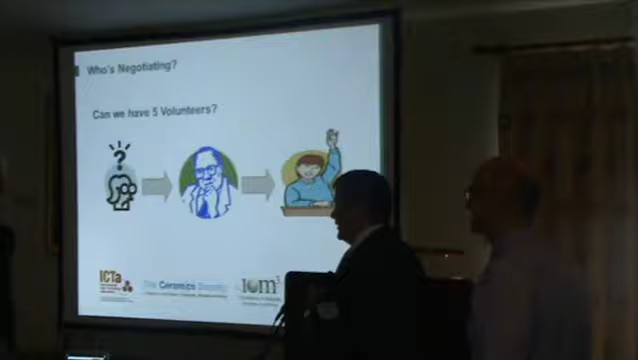 Who's Negotiating?
Can we have 5 Volunteers?
?
ICTa
The Ceramics Society
IOM³